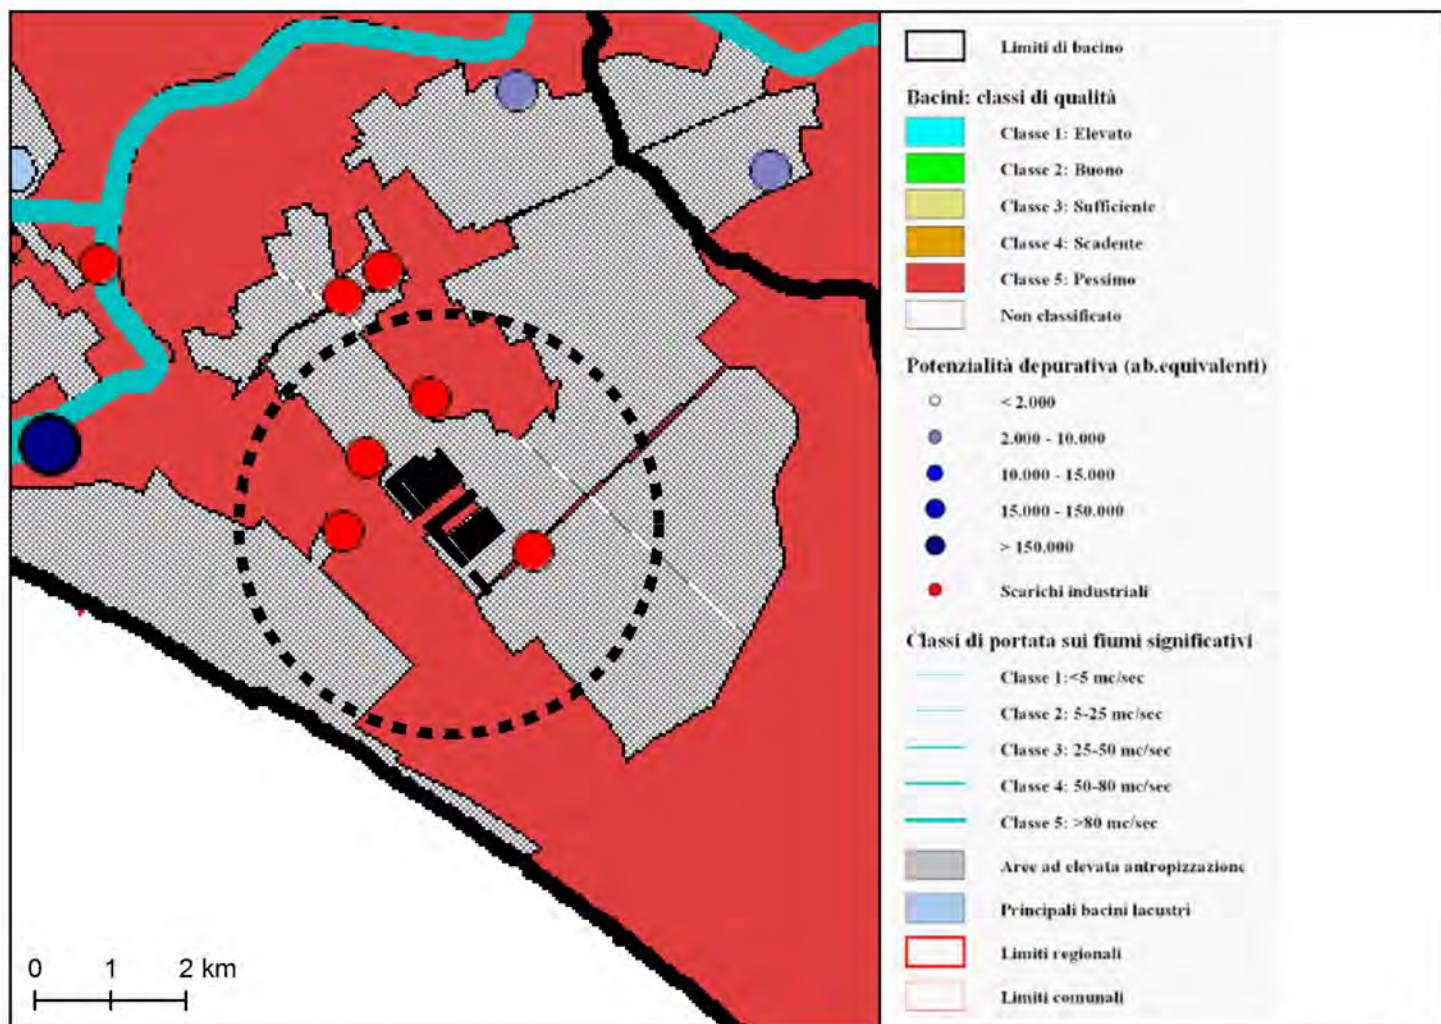 Limiti di bacino
Bacini: classi di qualità
Classe 1: Elevato
Classe 2: Buono
Classe 3: Sufficiente
Classe 4: Scadente
Classe 5: Pessimo
Non classificato
Potenzialità depurativa (ab.equivalenti)
< 2.000
2.000 - 10.000
10.000 - 15.000
15.000 - 150.000
> 150.000
Scarichi industriali
Classi di portata sui fiumi significativi
Classe 1:<5 mc/sec
Classe 2: 5-25 mc/sec
Classe 3: 25-50 mc/sec
Classe 4: 50-80 mc/sec
Classe 5: >80 mc/sec
Aree ad elevata antropizzazione
Principali bacini lacustri
Limiti regionali
Limiti comunali
0 1 2 km